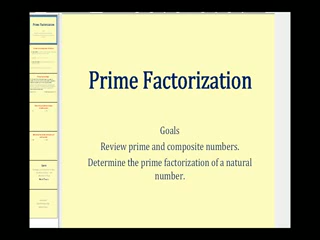 Prime Factorization
Goals
Review prime and composite numbers.
Determine the prime factorization of a natural
number.